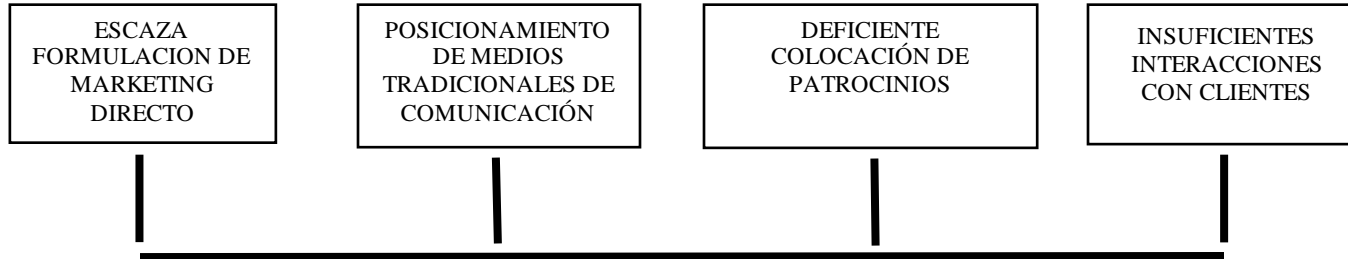 ESCAZA
FORMULACION DE
MARKETING
DIRECTO
POSICIONAMIENTO
DE MEDIOS
TRADICIONALES DE
COMUNICACIÓN
DEFICIENTE
COLOCACIÓN DE
PATROCINIOS
INSUFICIENTES
INTERACCIONES
CON CLIENTES